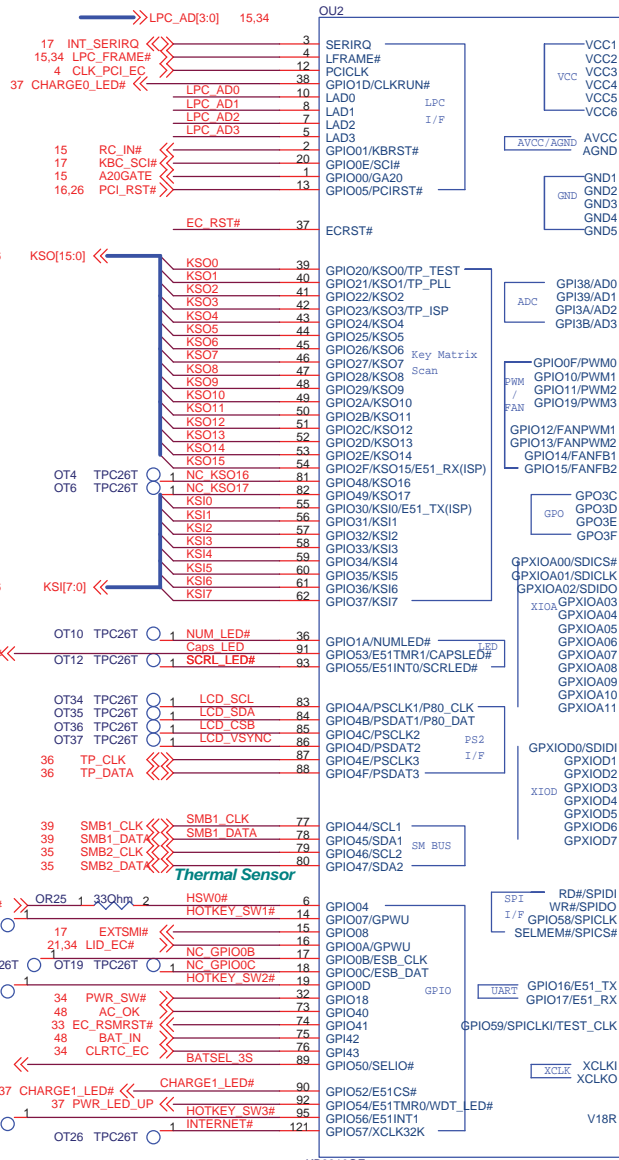 LPC_AD[3:0] 15,34 OU2
17 INT_SERIRQ 3 SERIRQ VCC1
15,34 LPC_FRAME# 4 LFRAME# VCC2
4 CLK_PCI_EC 12 PCICLK VCC VCC3
37 CHARGE0_LED# 38 GPIO1D/CLKRUN# VCC4
LPC_AD0 10 LAD0 LPC VCC5
LPC_AD1 8 LAD1 I/F VCC6
LPC_AD2 7 LAD2
LPC_AD3 5 LAD3 AVCC/AGND AVCC
15 RC_IN# 2 GPIO01/KBRST# AGND
17 KBC_SCI# 20 GPIO0E/SCI#
15 A20GATE 1 GPIO00/GA20 GND1
16,26 PCI_RST# 13 GPIO05/PCIRST# GND GND2
GND3
GND4
EC_RST# 37 ECRST# GND5
KSO[15:0]
KSO0 39 GPIO20/KSO0/TP_TEST
KSO1 40 GPIO21/KSO1/TP_PLL GPI38/AD0
KSO2 41 GPIO22/KSO2 ADC GPI39/AD1
KSO3 42 GPIO23/KSO3/TP_ISP GPI3A/AD2
KSO4 43 GPIO24/KSO4 GPI3B/AD3
KSO5 44 GPIO25/KSO5
KSO6 45 GPIO26/KSO6 Key Matrix
KSO7 46 GPIO27/KSO7 Scan GPIO0F/PWM0
KSO8 47 GPIO28/KSO8 PWM GPIO10/PWM1
KSO9 48 GPIO29/KSO9 / GPIO11/PWM2
KSO10 49 GPIO2A/KSO10 FAN GPIO19/PWM3
KSO11 50 GPIO2B/KSO11
KSO12 51 GPIO2C/KSO12 GPIO12/FANPWM1
KSO13 52 GPIO2D/KSO13 GPIO13/FANPWM2
KSO14 53 GPIO2E/KSO14 GPIO14/FANFB1
KSO15 54 GPIO2F/KSO15/E51_RX(ISP) GPIO15/FANFB2
OT4 TPC26T 1 NC_KSO16 81 GPIO48/KSO16
OT6 TPC26T 1 NC_KSO17 82 GPIO49/KSO17 GPO3C
KSI0 55 GPIO30/KSI0/E51_TX(ISP) GPO GPO3D
KSI1 56 GPIO31/KSI1 GPO3E
KSI2 57 GPIO32/KSI2 GPO3F
KSI3 58 GPIO33/KSI3
KSI4 59 GPIO34/KSI4 GPXIOA00/SDICS#
KSI5 60 GPIO35/KSI5 GPXIOA01/SDICLK
KSI[7:0] KSI6 61 GPIO36/KSI6 GPXIOA02/SDIDO
KSI7 62 GPIO37/KSI7 XIOA GPXIOA03
GPXIOA04
OT10 TPC26T 1 NUM_LED# 36 GPIO1A/NUMLED# GPXIOA05
Caps_LED 91 GPIO53/E51TMR1/CAPSLED# LED GPXIOA06
OT12 TPC26T 1 SCRL_LED# 93 GPIO55/E51INT0/SCRLED# GPXIOA07
GPXIOA08
GPXIOA09
OT34 TPC26T 1 LCD_SCL 83 GPIO4A/PSCLK1/P80_CLK GPXIOA10
OT35 TPC26T 1 LCD_SDA 84 GPIO4B/PSDAT1/P80_DAT GPXIOA11
OT36 TPC26T 1 LCD_CSB 85 GPIO4C/PSCLK2 PS2
OT37 TPC26T 1 LCD_VSYNC 86 GPIO4D/PSDAT2 I/F GPXIOD0/SDIDI
36 TP_CLK 87 GPIO4E/PSCLK3 GPXIOD1
36 TP_DATA 88 GPIO4F/PSDAT3 GPXIOD2
XIOD GPXIOD3
GPXIOD4
39 SMB1_CLK SMB1_CLK 77 GPIO44/SCL1 GPXIOD5
39 SMB1_DATA SMB1_DATA 78 GPIO45/SDA1 SM BUS GPXIOD6
35 SMB2_CLK 79 GPIO46/SCL2 GPXIOD7
35 SMB2_DATA 80 GPIO47/SDA2
Thermal Sensor
OR25 1 33Ohm 2 HSW0# 6 GPIO04 SPI RD#/SPIDI
1 HOTKEY_SW1# 14 GPIO07/GPWU I/F WR#/SPIDO
17 EXTSMI# 15 GPIO08 GPIO58/SPICLK
21,34 LID_EC# 16 GPIO0A/GPWU SELMEM#/SPICS#
1 NC_GPIO0B 17 GPIO0B/ESB_CLK
26T OT19 TPC26T 1 NC_GPIO0C 18 GPIO0C/ESB_DAT
1 HOTKEY_SW2# 19 GPIO0D GPIO UART GPIO16/E51_TX
34 PWR_SW# 32 GPIO18 GPIO17/E51_RX
48 AC_OK 73 GPIO40
33 EC_RSMRST# 74 GPIO41 GPIO59/SPICLKI/TEST_CLK
48 BAT_IN 75 GPI42
34 CLRTC_EC 76 GPI43
BATSEL_3S 89 GPIO50/SELIO# XCLK XCLKI
XCLKO
37 CHARGE1_LED# CHARGE1_LED# 90 GPIO52/E51CS#
37 PWR_LED_UP 92 GPIO54/E51TMR0/WDT_LED#
1 HOTKEY_SW3# 95 GPIO56/E51INT1 V18R
OT26 TPC26T 1 INTERNET# 121 GPIO57/XCLK32K